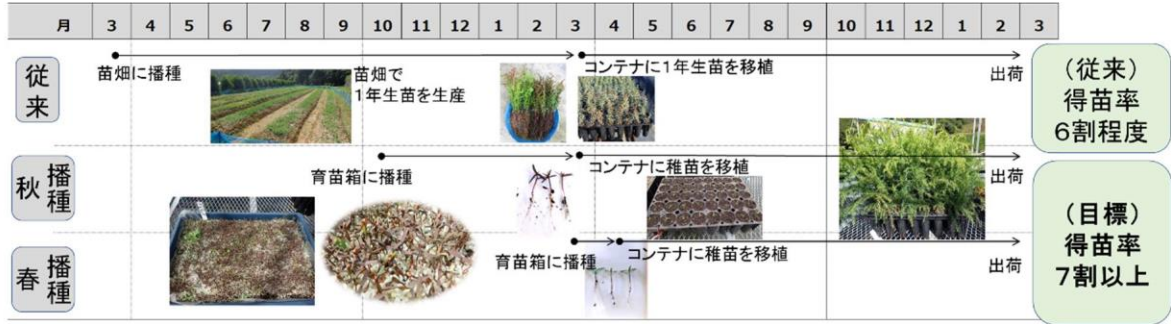 月 3 4 5 6 7 8 9 10 11 12 1 2 3 4 5 6 7 8 9 10 11 12 1 2 3
従来
苗畑に播種
苗畑で
1年生苗を生産
コンテナに1年生苗を移植
出荷
(従来)
得苗率
6割程度
秋播種
育苗箱に播種
コンテナに稚苗を移植
出荷
春播種
育苗箱に播種
コンテナに稚苗を移植
出荷
(目標)
得苗率
7割以上